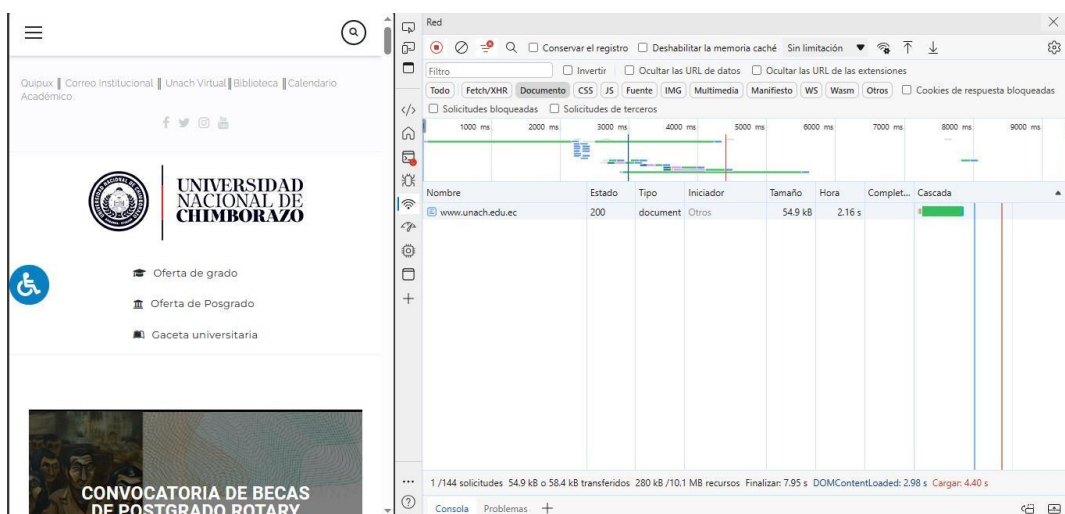 Quipux ‖ Correo Institucional ‖ Unach Virtual ‖ Biblioteca ‖ Calendario
Académico
UNIVERSIDAD
NACIONAL DE
CHIMBORAZO
Oferta de grado
Oferta de Posgrado
Gaceta universitaria
CONVOCATORIA DE BECAS
DE POSTGRADO ROTARY
Red
Conservar el registro Deshabilitar la memoria caché Sin limitación
Filtro Invertir Ocultar las URL de datos Ocultar las URL de las extensiones
Todo Fetch/XHR Documento CSS JS Fuente IMG Multimedia Manifiesto WS Wasm Otros Cookies de respuesta bloqueadas
Solicitudes bloqueadas Solicitudes de terceros
1000 ms 2000 ms 3000 ms 4000 ms 5000 ms 6000 ms 7000 ms 8000 ms 9000 ms
Nombre Estado Tipo Iniciador Tamaño Hora Complet... Cascada
www.unach.edu.ec 200 document Otros 54.9 kB 2.16 s
1 /144 solicitudes 54.9 kB o 58.4 kB transferidos 280 kB /10.1 MB recursos Finalizar: 7.95 s DOMContentLoaded: 2.98 s Cargar: 4.40 s
Consola Problemas